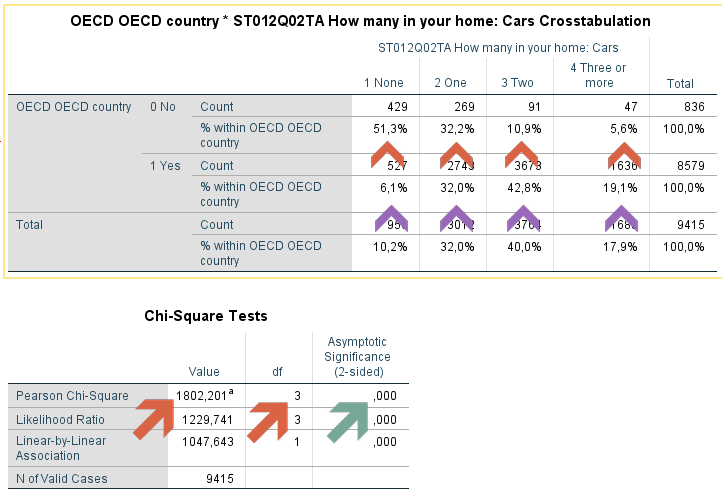 OECD OECD country * ST012Q02TA How many in your home: Cars Crosstabulation
ST012Q02TA How many in your home: Cars
1 None 2 One 3 Two 4 Three or more Total
OECD OECD country 0 No Count 429 269 91 47 836
% within OECD OECD country 51,3% 32,2% 10,9% 5,6% 100,0%
1 Yes Count 527 2743 3673 1636 8579
% within OECD OECD country 6,1% 32,0% 42,8% 19,1% 100,0%
Total Count 3012 3764 9415
% within OECD OECD country 10,2% 32,0% 40,0% 17,9% 100,0%
Chi-Square Tests
Value df Asymptotic Significance (2-sided)
Pearson Chi-Square 1802,201a 3 ,000
Likelihood Ratio 1229,741 3 ,000
Linear-by-Linear Association 1047,643 1 ,000
N of Valid Cases 9415